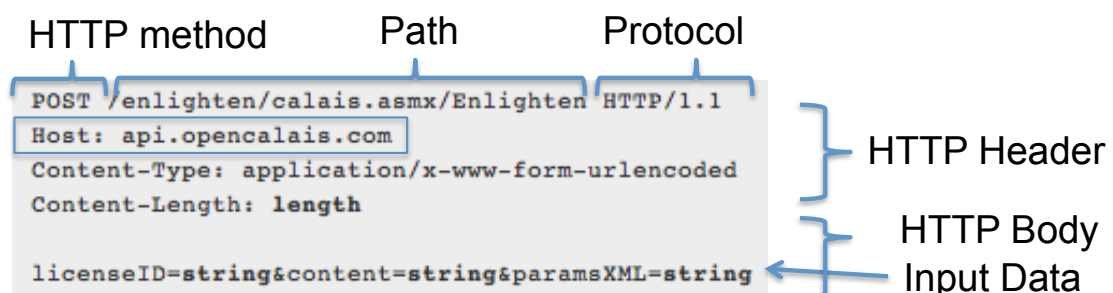 HTTP method Path Protocol
POST /enlighten/calais.asmx/Enlighten HTTP/1.1
Host: api.opencalais.com
Content-Type: application/x-www-form-urlencoded
Content-Length: length
HTTP Header
licenseID=string&content=string&paramsXML=string
HTTP Body
Input Data